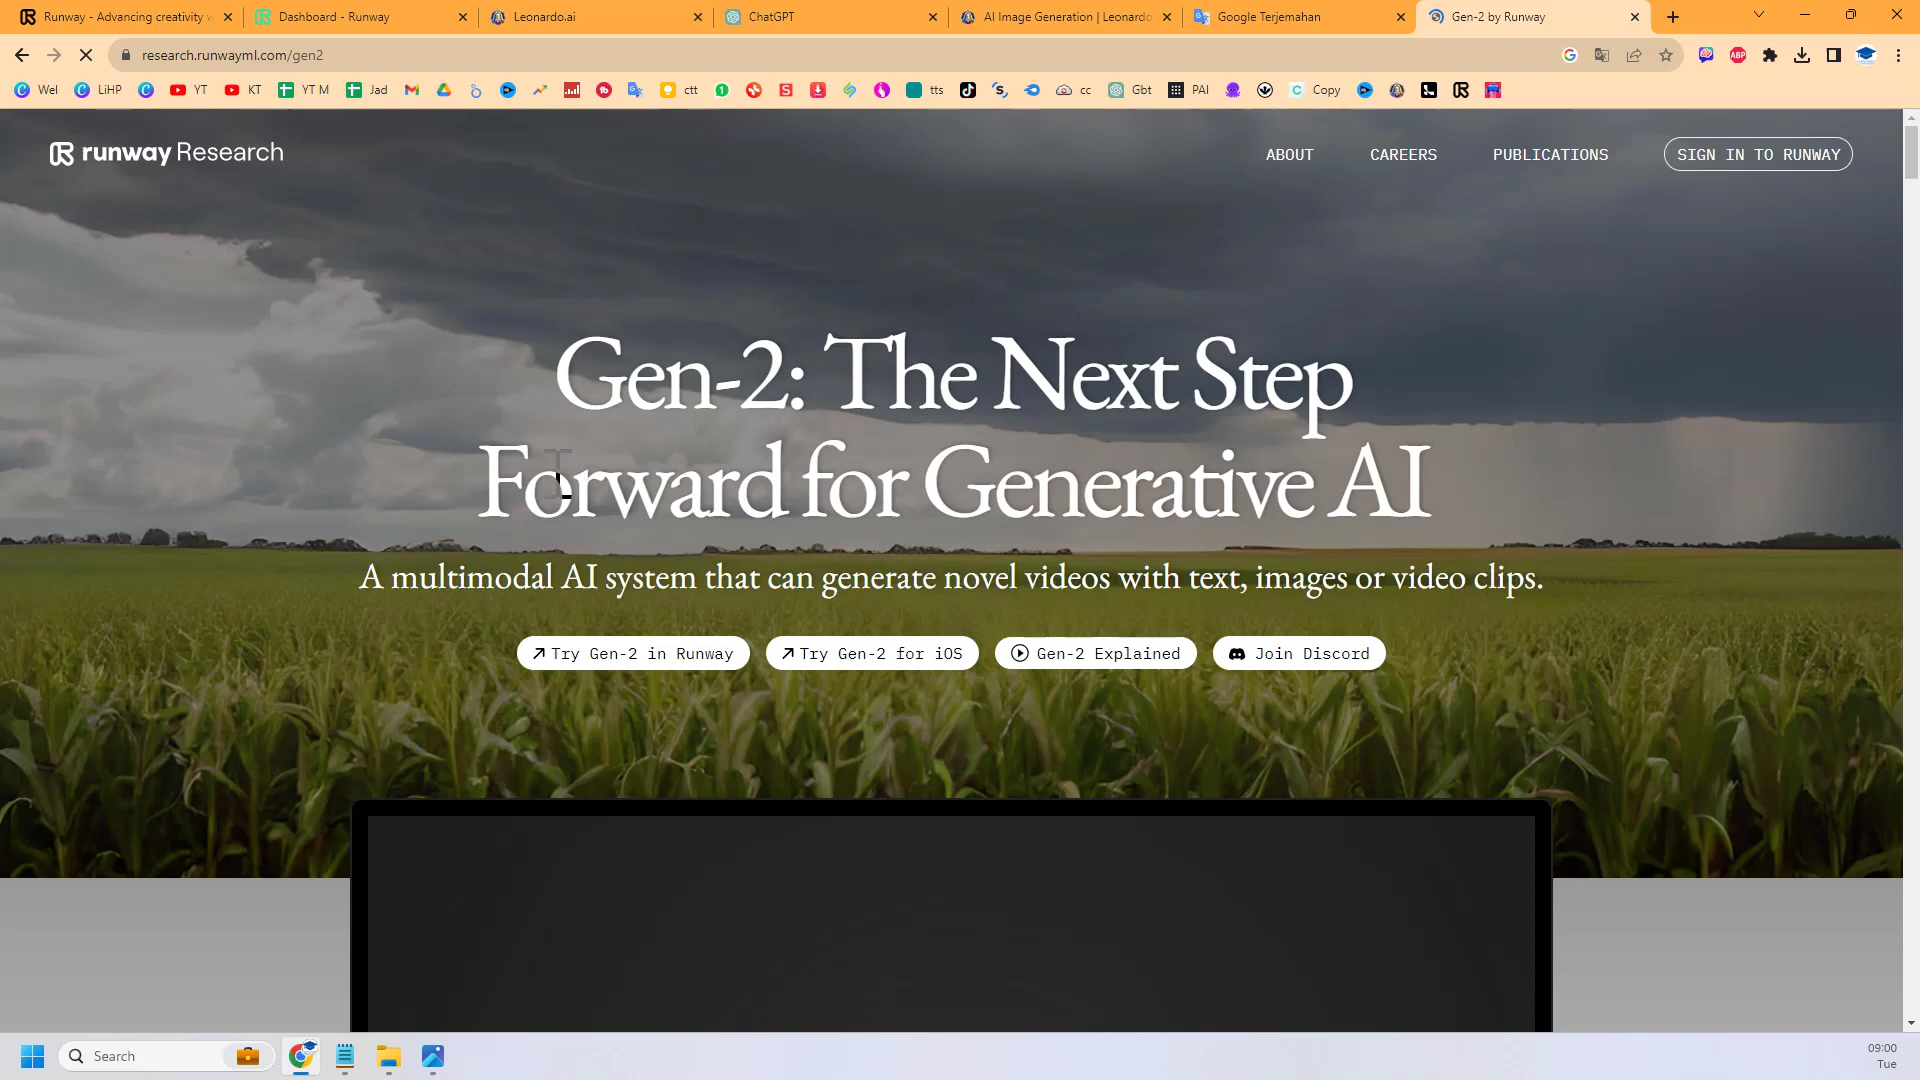 Runway - Advancing creativity w
Dashboard - Runway
Leonardo.ai
ChatGPT
AI Image Generation | Leonardo
Google Terjemahan
Gen-2 by Runway
research.runwayml.com/gen2
ABP
Wel
LiHP
YT
KT
YT M
Jad
ctt
tts
cc
Gbt
PAI
Copy
runway Research
ABOUT
CAREERS
PUBLICATIONS
SIGN IN TO RUNWAY
Gen-2: The Next Step
Forward for Generative AI
A multimodal AI system that can generate novel videos with text, images or video clips.
Try Gen-2 in Runway
Try Gen-2 for iOS
Gen-2 Explained
Join Discord
Search
09:00
Tue